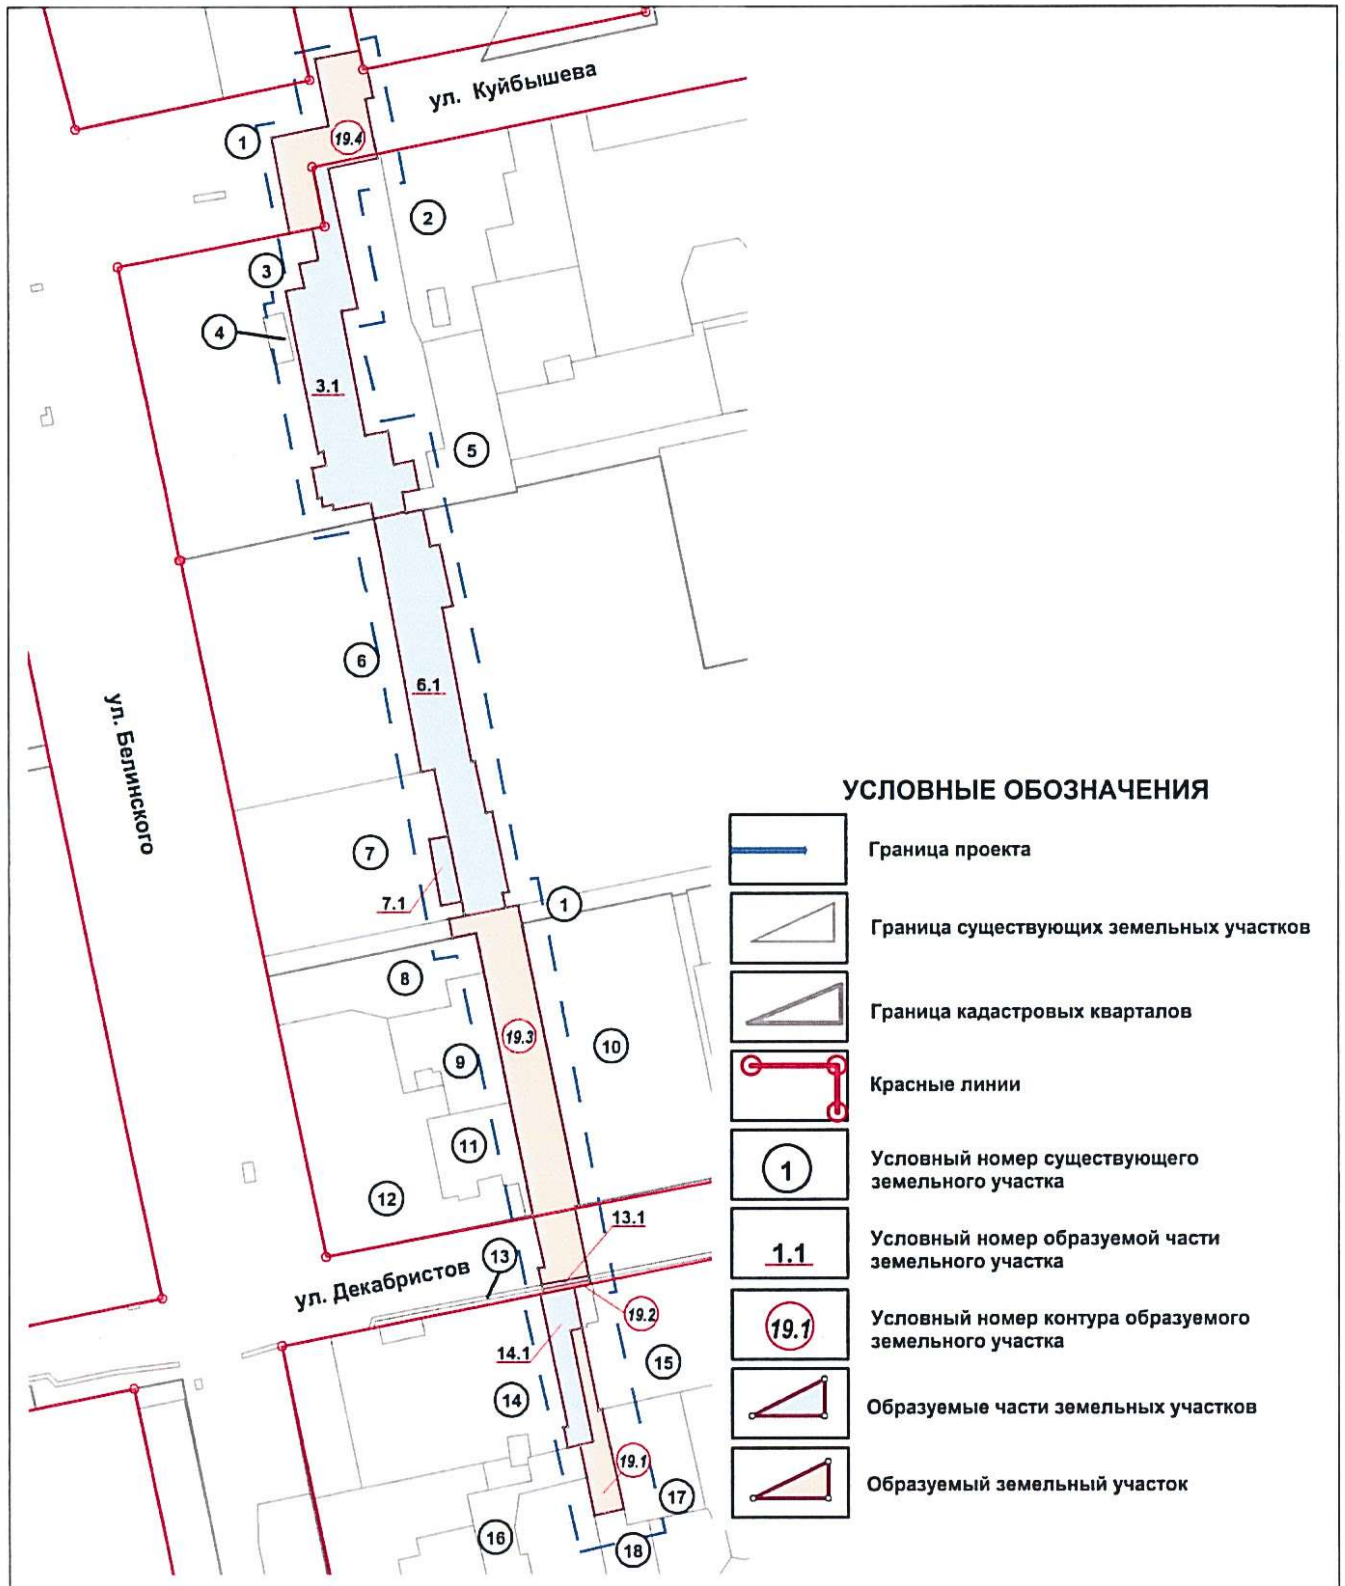 ул. Куйбышева
1
19.4
2
3
4
3.1
5
6
6.1
ул. Белинского
7
7.1
1
8
19.3
10
9
11
12
13.1
13
ул. Декабристов
19.2
14.1
15
14
19.1
17
16
18
УСЛОВНЫЕ ОБОЗНАЧЕНИЯ
Граница проекта
Граница существующих земельных участков
Граница кадастровых кварталов
Красные линии
1
Условный номер существующего
земельного участка
1.1
Условный номер образуемой части
земельного участка
19.1
Условный номер контура образуемого
земельного участка
Образуемые части земельных участков
Образуемый земельный участок